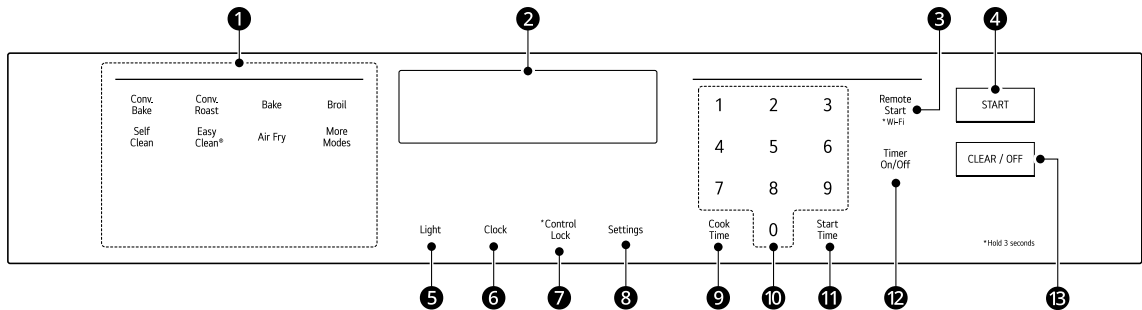 1
2
3
4
Conv.
Bake
Conv.
Roast
Bake
Broil
Self
Clean
Easy
Clean®
Air Fry
More
Modes
1 2 3
4 5 6
7 8 9
0
Remote
Start
*Wi-Fi
Timer
On/Off
START
CLEAR / OFF
Light
Clock
*Control
Lock
Settings
Cook
Time
Start
Time
*Hold 3 seconds
5
6
7
8
9
10
11
12
13